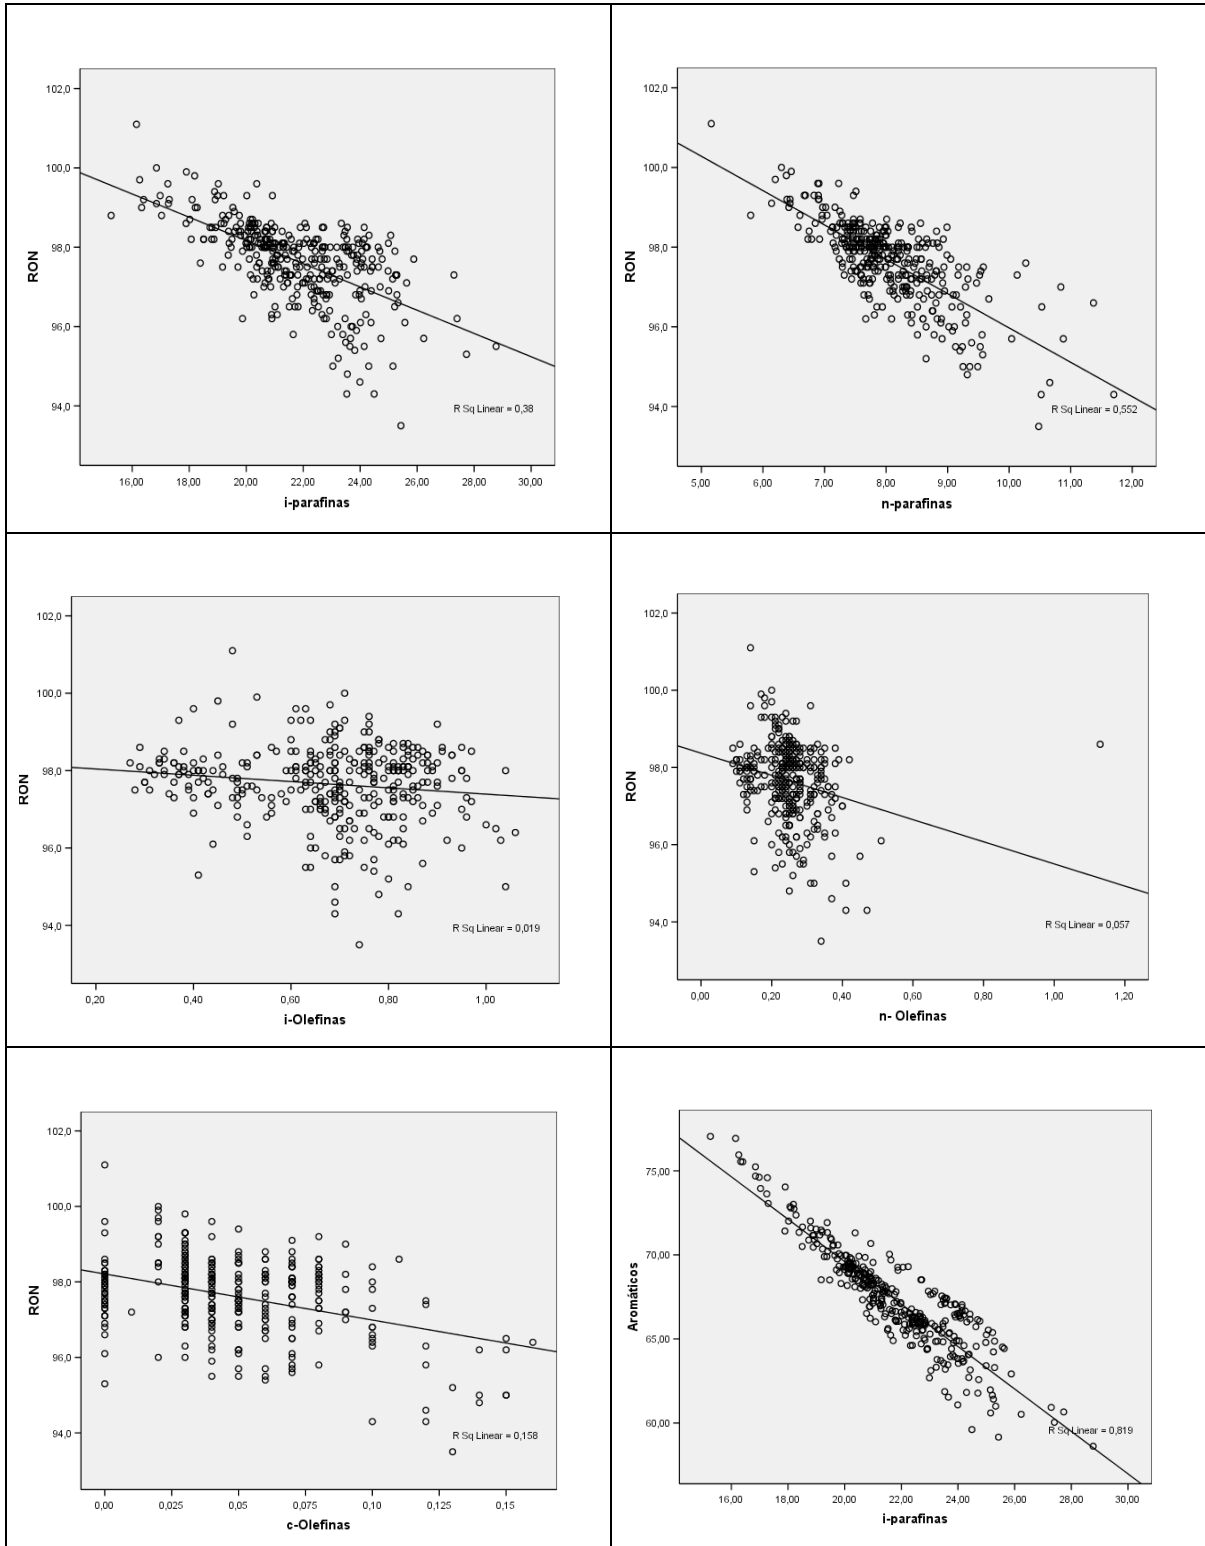 102,0
100,0
98,0
96,0
94,0
RON
R Sq Linear = 0,38
16,00 18,00 20,00 22,00 24,00 26,00 28,00 30,00
i-parafinas
102,0
100,0
98,0
96,0
94,0
RON
R Sq Linear = 0,552
5,00 6,00 7,00 8,00 9,00 10,00 11,00 12,00
n-parafinas
102,0
100,0
98,0
96,0
94,0
RON
R Sq Linear = 0,019
0,20 0,40 0,60 0,80 1,00
i-Olefinas
102,0
100,0
98,0
96,0
94,0
RON
R Sq Linear = 0,057
0,00 0,20 0,40 0,60 0,80 1,00 1,20
n- Olefinas
102,0
100,0
98,0
96,0
94,0
RON
R Sq Linear = 0,158
0,00 0,025 0,05 0,075 0,10 0,125 0,15
c-Olefinas
75,00
70,00
65,00
60,00
Aromáticos
R Sq Linear = 0,819
16,00 18,00 20,00 22,00 24,00 26,00 28,00 30,00
i-parafinas